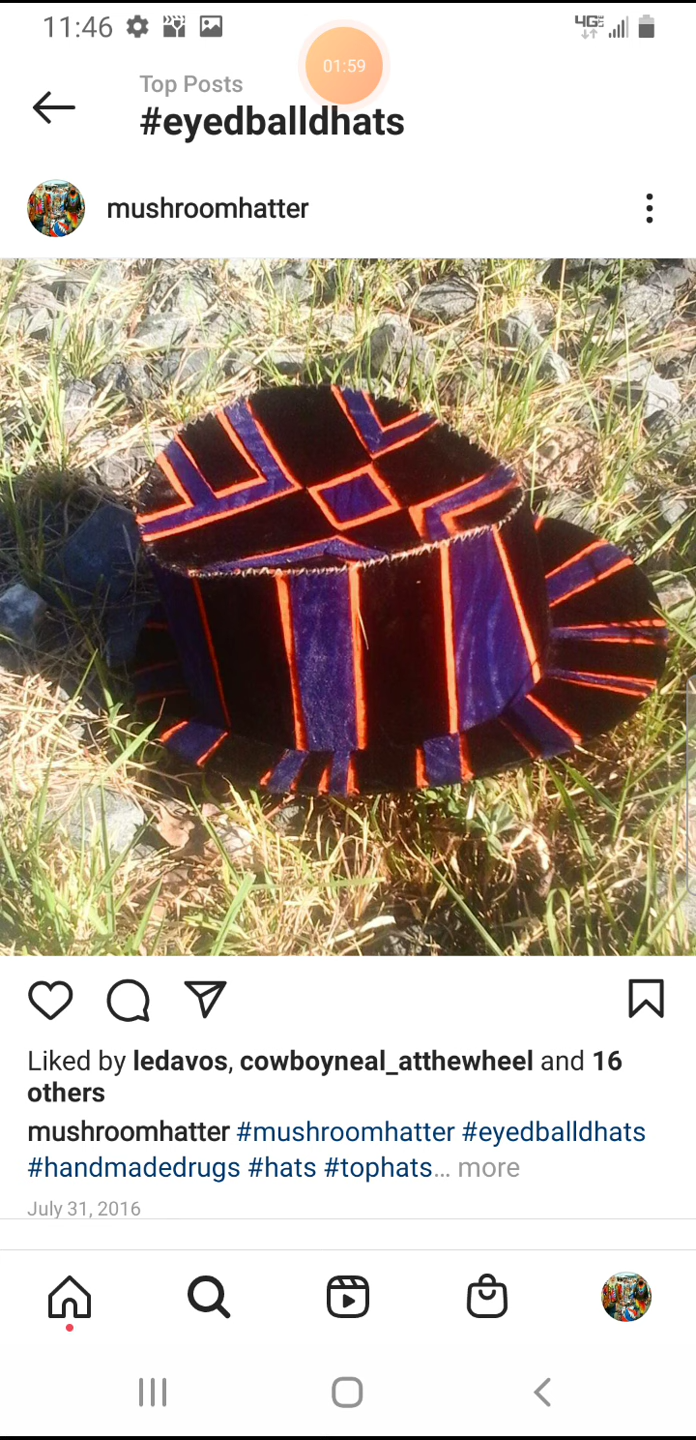 11:46
4GE
01:59
Top Posts
#eyedballdhats
mushroomhatter
Liked by ledavos, cowboyneal_atthewheel and 16
others
mushroomhatter #mushroomhatter #eyedballdhats
#handmadedrugs #hats #tophats... more
July 31, 2016